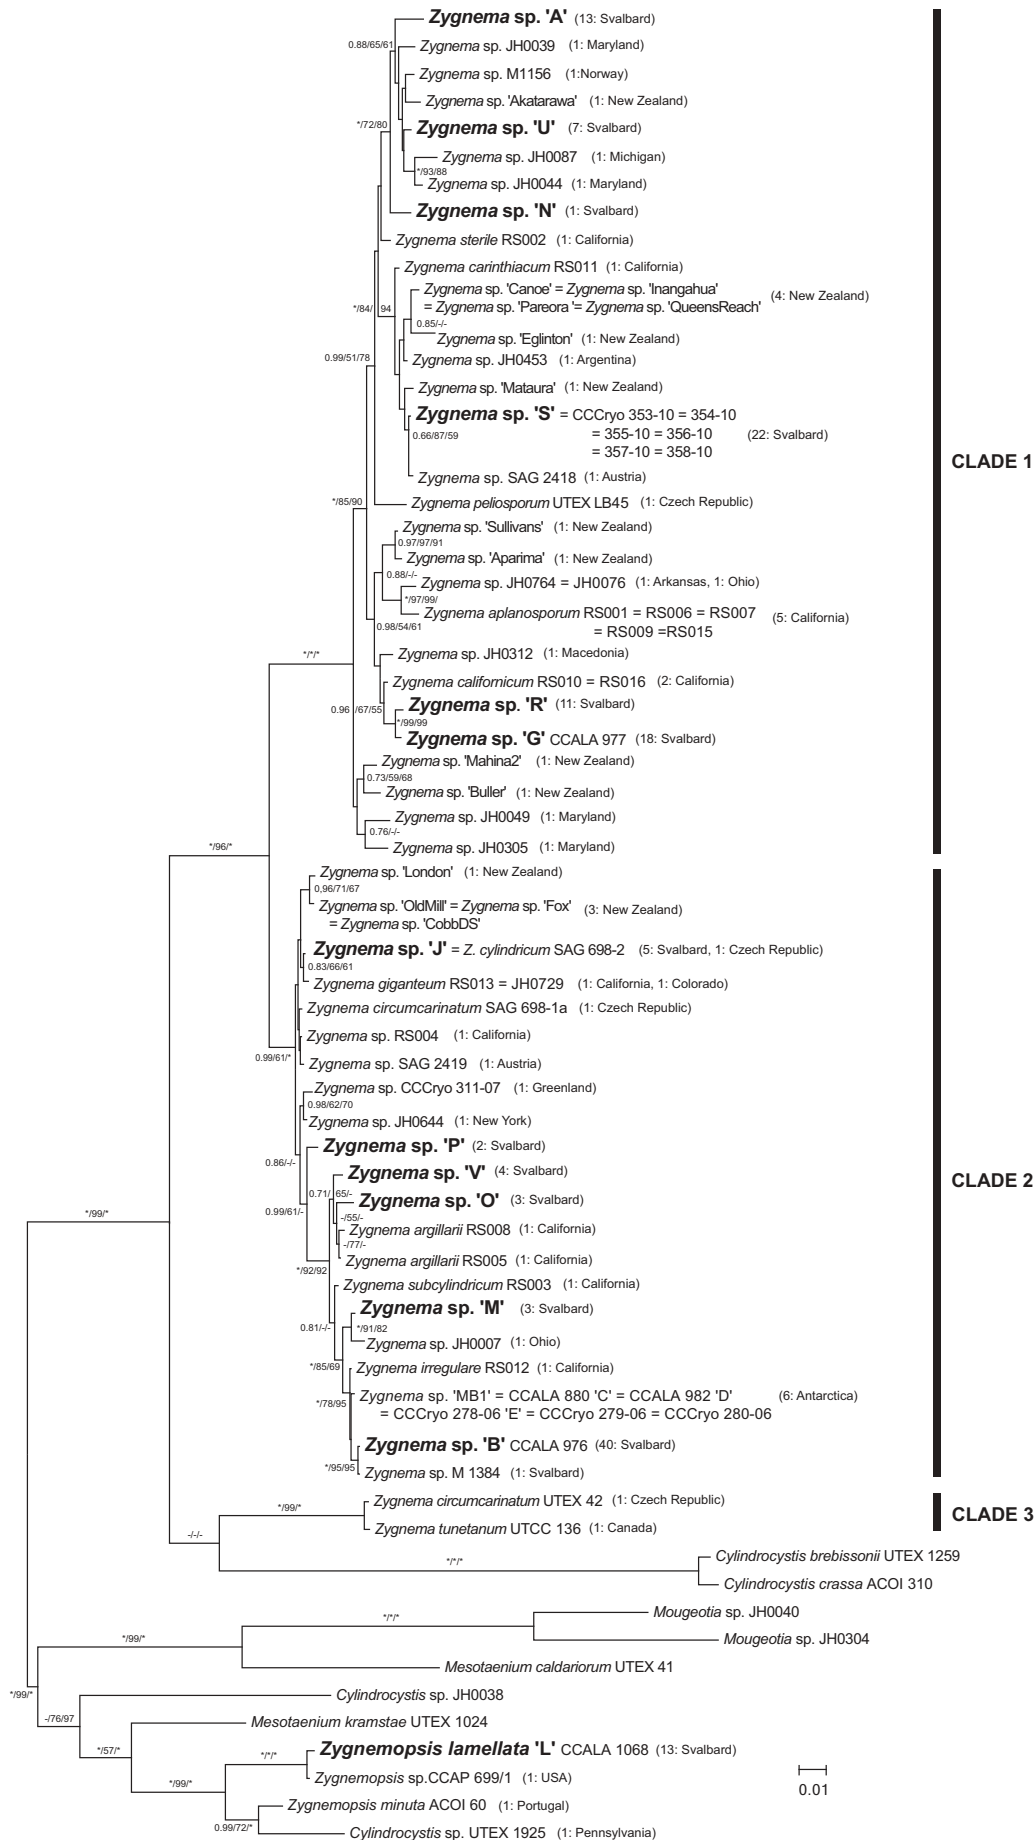 Zygnema sp. 'A' (13: Svalbard)
0.88/65/61
Zygnema sp. JH0039 (1: Maryland)
Zygnema sp. M1156 (1:Norway)
Zygnema sp. 'Akatarawa' (1: New Zealand)
*/72/80
Zygnema sp. 'U' (7: Svalbard)
Zygnema sp. JH0087 (1: Michigan)
*/93/88
Zygnema sp. JH0044 (1: Maryland)
Zygnema sp. 'N' (1: Svalbard)
Zygnema sterile RS002 (1: California)
Zygnema carinthiacum RS011 (1: California)
Zygnema sp. 'Canoe' = Zygnema sp. 'Inangahua' (4: New Zealand)
= Zygnema sp. 'Pareora '= Zygnema sp. 'QueensReach'
*/84/ 94
0.85/-/-
Zygnema sp. 'Eglinton' (1: New Zealand)
0.99/51/78
Zygnema sp. JH0453 (1: Argentina)
Zygnema sp. 'Mataura' (1: New Zealand)
Zygnema sp. 'S' = CCCryo 353-10 = 354-10
= 355-10 = 356-10 (22: Svalbard)
0.66/87/59
= 357-10 = 358-10
CLADE 1
Zygnema sp. SAG 2418 (1: Austria)
*/85/90
Zygnema peliosporum UTEX LB45 (1: Czech Republic)
Zygnema sp. 'Sullivans' (1: New Zealand)
0.97/97/91
Zygnema sp. 'Aparima' (1: New Zealand)
0.88/-/-
Zygnema sp. JH0764 = JH0076 (1: Arkansas, 1: Ohio)
*/97/99/
Zygnema aplanosporum RS001 = RS006 = RS007 (5: California)
0.98/54/61
= RS009 =RS015
Zygnema sp. JH0312 (1: Macedonia)
*/*/*
Zygnema californicum RS010 = RS016 (2: California)
Zygnema sp. 'R' (11: Svalbard)
0.96 /67/55
*/99/99
Zygnema sp. 'G' CCALA 977 (18: Svalbard)
Zygnema sp. 'Mahina2' (1: New Zealand)
0.73/59/68
Zygnema sp. 'Buller' (1: New Zealand)
Zygnema sp. JH0049 (1: Maryland)
0.76/-/-
Zygnema sp. JH0305 (1: Maryland)
*/96/*
Zygnema sp. 'London' (1: New Zealand)
0,96/71/67
Zygnema sp. 'OldMill' = Zygnema sp. 'Fox' (3: New Zealand)
= Zygnema sp. 'CobbDS'
Zygnema sp. 'J' = Z. cylindricum SAG 698-2 (5: Svalbard, 1: Czech Republic)
0.83/66/61
Zygnema giganteum RS013 = JH0729 (1: California, 1: Colorado)
Zygnema circumcarinatum SAG 698-1a (1: Czech Republic)
Zygnema sp. RS004 (1: California)
0.99/61/*
Zygnema sp. SAG 2419 (1: Austria)
Zygnema sp. CCCryo 311-07 (1: Greenland)
0.98/62/70
Zygnema sp. JH0644 (1: New York)
Zygnema sp. 'P' (2: Svalbard)
0.86/-/-
Zygnema sp. 'V' (4: Svalbard)
CLADE 2
0.71/ 65/-
Zygnema sp. 'O' (3: Svalbard)
0.99/61/-
-/55/-
*/99/*
Zygnema argillarii RS008 (1: California)
-/77/-
Zygnema argillarii RS005 (1: California)
*/92/92
Zygnema subcylindricum RS003 (1: California)
Zygnema sp. 'M' (3: Svalbard)
0.81/-/-
*/91/82
Zygnema sp. JH0007 (1: Ohio)
*/85/69
Zygnema irregulare RS012 (1: California)
Zygnema sp. 'MB1' = CCALA 880 'C' = CCALA 982 'D' (6: Antarctica)
*/78/95
= CCCryo 278-06 'E' = CCCryo 279-06 = CCCryo 280-06
Zygnema sp. 'B' CCALA 976 (40: Svalbard)
*/95/95
Zygnema sp. M 1384 (1: Svalbard)
Zygnema circumcarinatum UTEX 42 (1: Czech Republic)
*/99/*
CLADE 3
Zygnema tunetanum UTCC 136 (1: Canada)
-/-/-
Cylindrocystis brebissonii UTEX 1259
*/*/*
Cylindrocystis crassa ACOI 310
Mougeotia sp. JH0040
*/*/*
Mougeotia sp. JH0304
*/99/*
Mesotaenium caldariorum UTEX 41
*/99/*
Cylindrocystis sp. JH0038
-/76/97
Mesotaenium kramstae UTEX 1024
*/57/*
Zygnemopsis lamellata 'L' CCALA 1068 (13: Svalbard)
*/*/*
Zygnemopsis sp.CCAP 699/1 (1: USA)
*/99/*
0.01
Zygnemopsis minuta ACOI 60 (1: Portugal)
0.99/72/*
Cylindrocystis sp. UTEX 1925 (1: Pennsylvania)